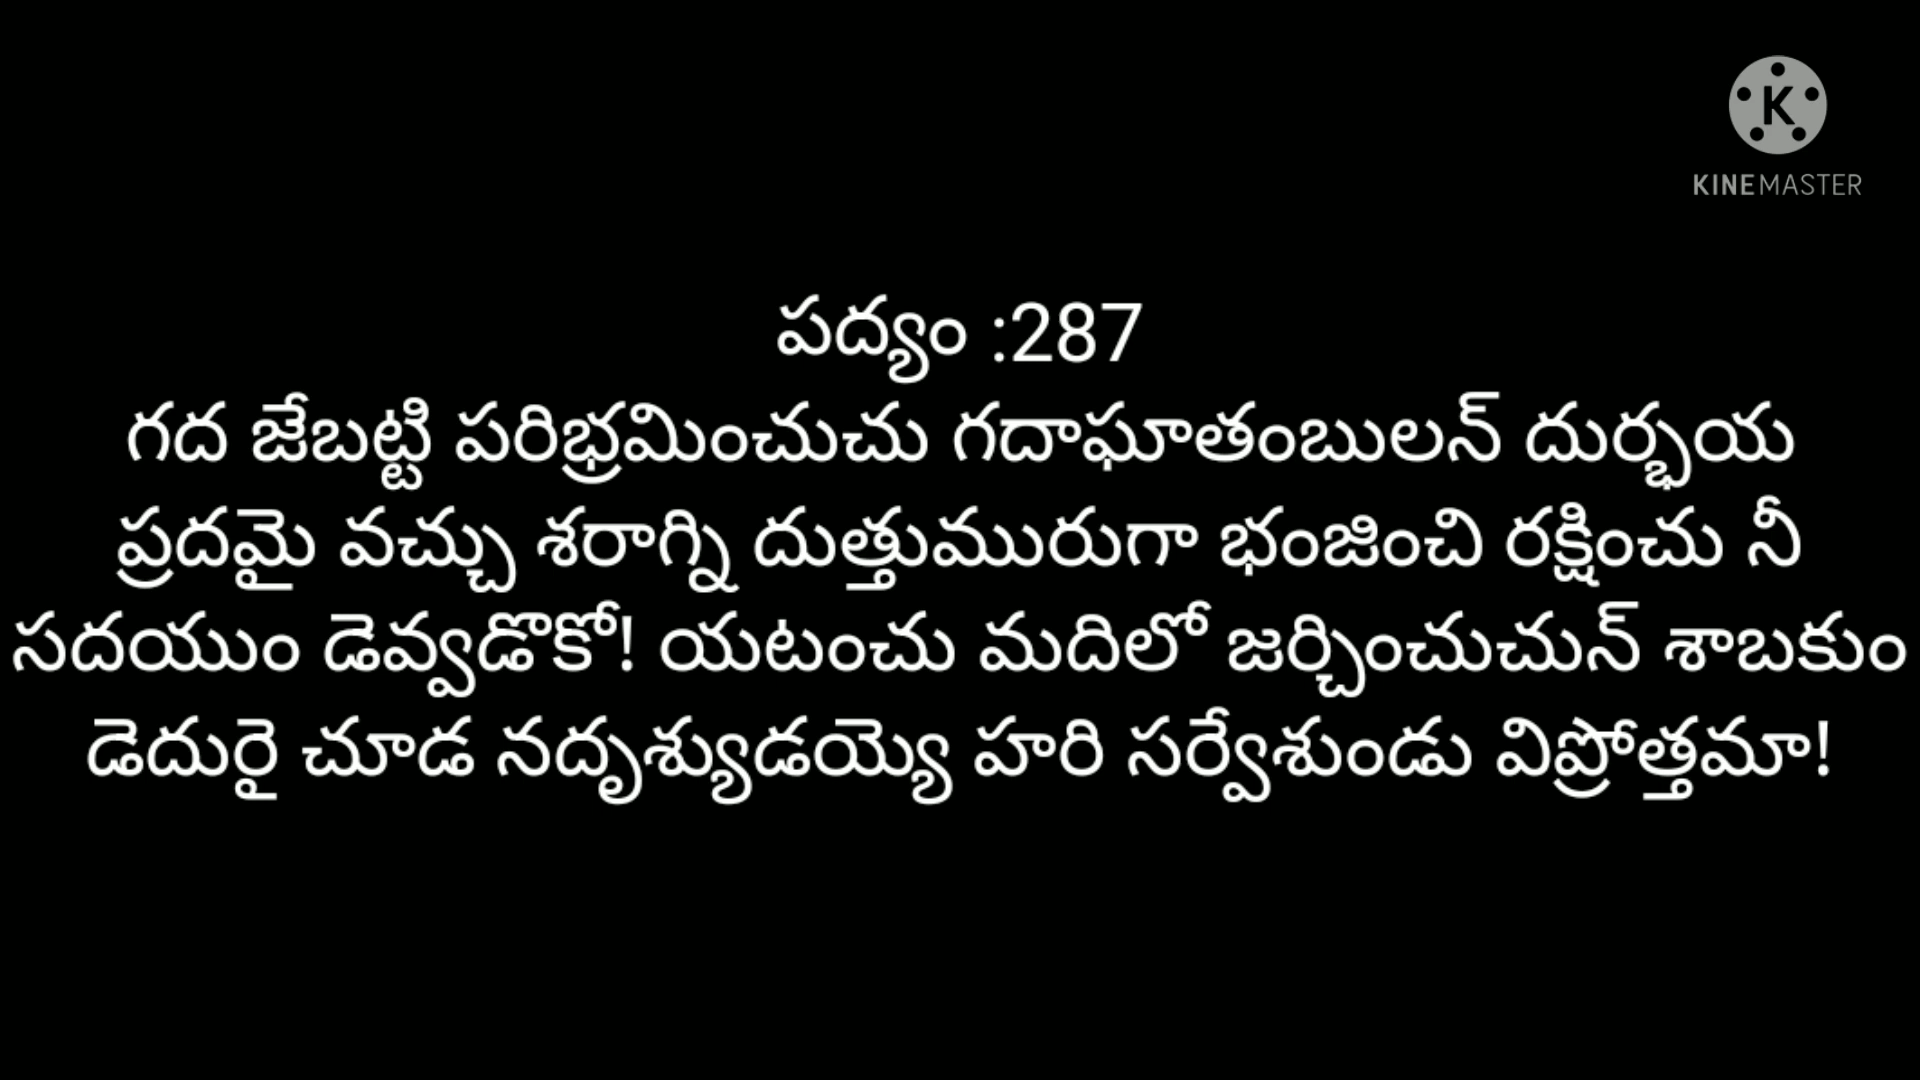 K
KINEMASTER
పద్యం :287
గద జేబట్టి పరిభ్రమించుచు గదాఘాతంబులన్ దుర్భయ
ప్రదమై వచ్చు శరాగ్ని దుత్తుమురుగా భంజించి రక్షించు నీ
సదయుం డెవ్వడొకో! యటంచు మదిలో జర్చించుచున్ శాబకుం
డెదురై చూడ నదృశ్యుడయ్యె హరి సర్వేశుండు విప్రోత్తమా!